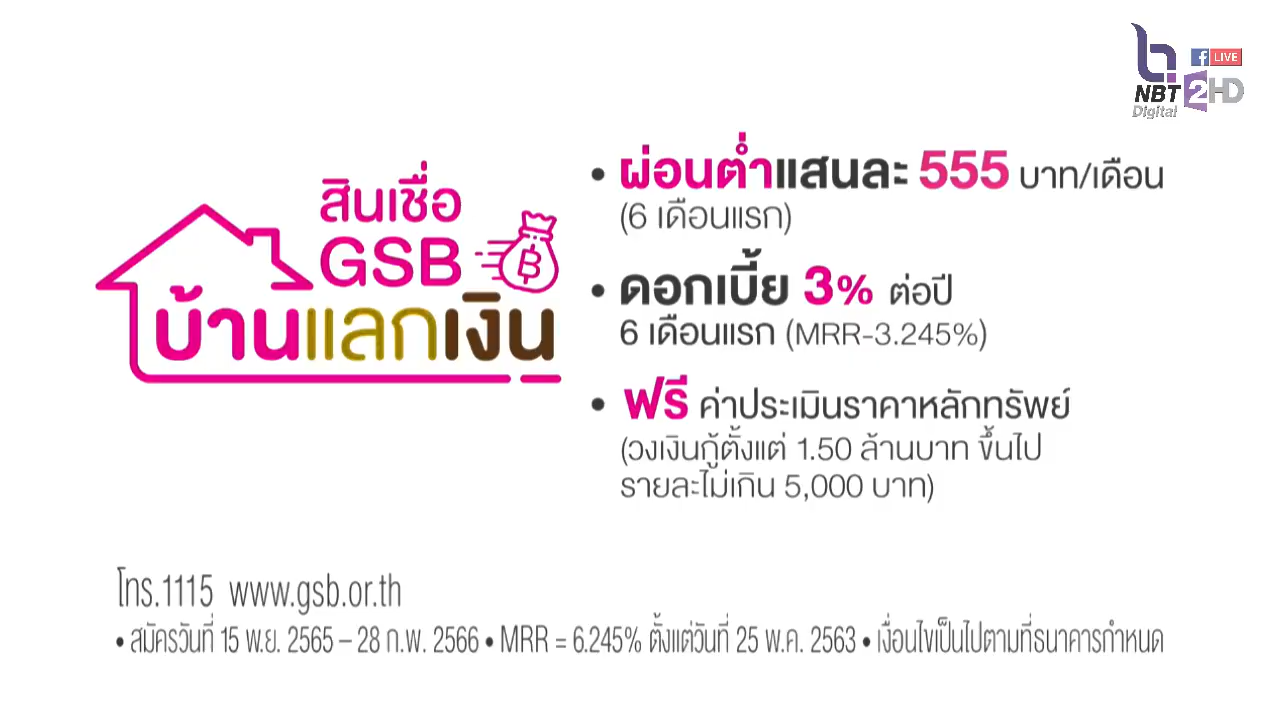 LIVE
NBT 2HD
Digital
สินเชื่อ
GSB
บ้านแลกเงิน
• ผ่อนต่ำแสนละ 555 บาท/เดือน
(6 เดือนแรก)
• ดอกเบี้ย 3% ต่อปี
6 เดือนแรก (MRR-3.245%)
• ฟรี ค่าประเมินราคาหลักทรัพย์
(วงเงินกู้ตั้งแต่ 1.50 ล้านบาท ขึ้นไป
รายละไม่เกิน 5,000 บาท)
โทร.1115 www.gsb.or.th
• สมัครวันที่ 15 พ.ย. 2565 – 28 ก.พ. 2566 • MRR = 6.245% ตั้งแต่วันที่ 25 พ.ค. 2563 • เงื่อนไขเป็นไปตามที่ธนาคารกำหนด